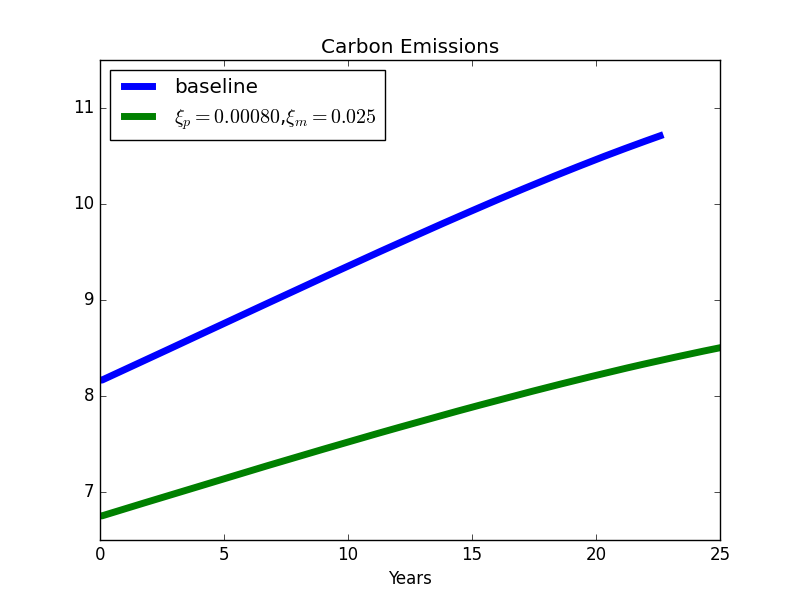 Carbon Emissions
baseline
ξₚ = 0.00080,ξₘ = 0.025
11
10
9
8
7
0 5 10 15 20 25
Years